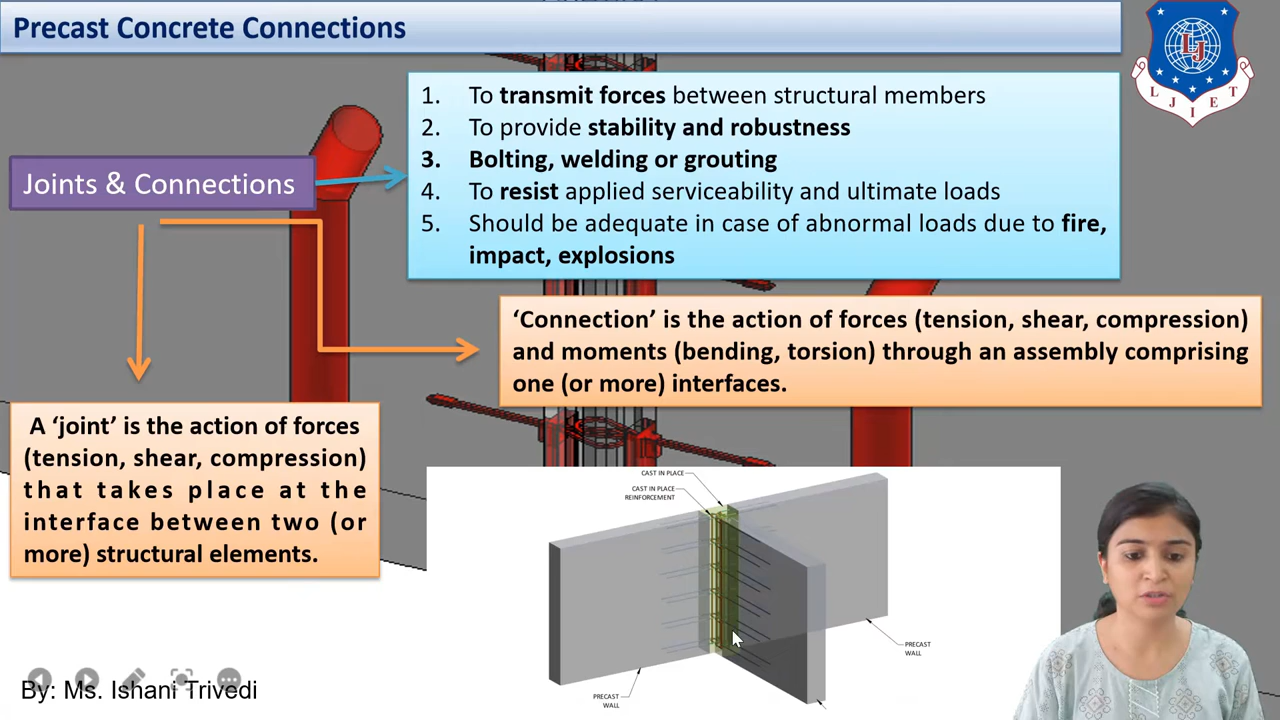 Precast Concrete Connections
LJ
L J I E T
Joints & Connections
1. To transmit forces between structural members
2. To provide stability and robustness
3. Bolting, welding or grouting
4. To resist applied serviceability and ultimate loads
5. Should be adequate in case of abnormal loads due to fire,
impact, explosions
‘Connection’ is the action of forces (tension, shear, compression)
and moments (bending, torsion) through an assembly comprising
one (or more) interfaces.
A ‘joint’ is the action of forces
(tension, shear, compression)
that takes place at the
interface between two (or
more) structural elements.
CAST IN PLACE
CAST IN PLACE
REINFORCEMENT
PRECAST
WALL
PRECAST
WALL
By: Ms. Ishani Trivedi